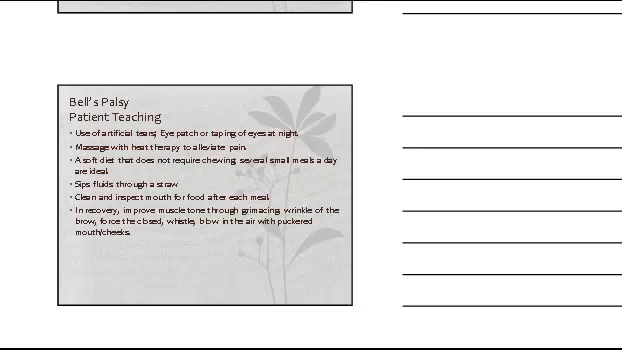 Bell's Palsy
Patient Teaching
• Use of artificial tears; Eye patch or taping of eyes at night.
• Massage with heat therapy to alleviate pain.
• A soft diet that does not require chewing, several small meals a day
are ideal.
• Sips fluids through a straw
• Clean and inspect mouth for food after each meal.
• In recovery, improve muscle tone through grimacing, wrinkle of the
brow, force the closed, whistle, blow in the air with puckered
mouth/cheeks.